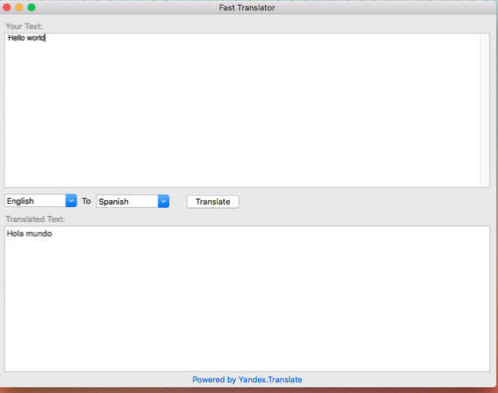 Fast Translator
Your Text:
Hello world
English To Spanish Translate
Translated Text:
Hola mundo
Powered by Yandex.Translate